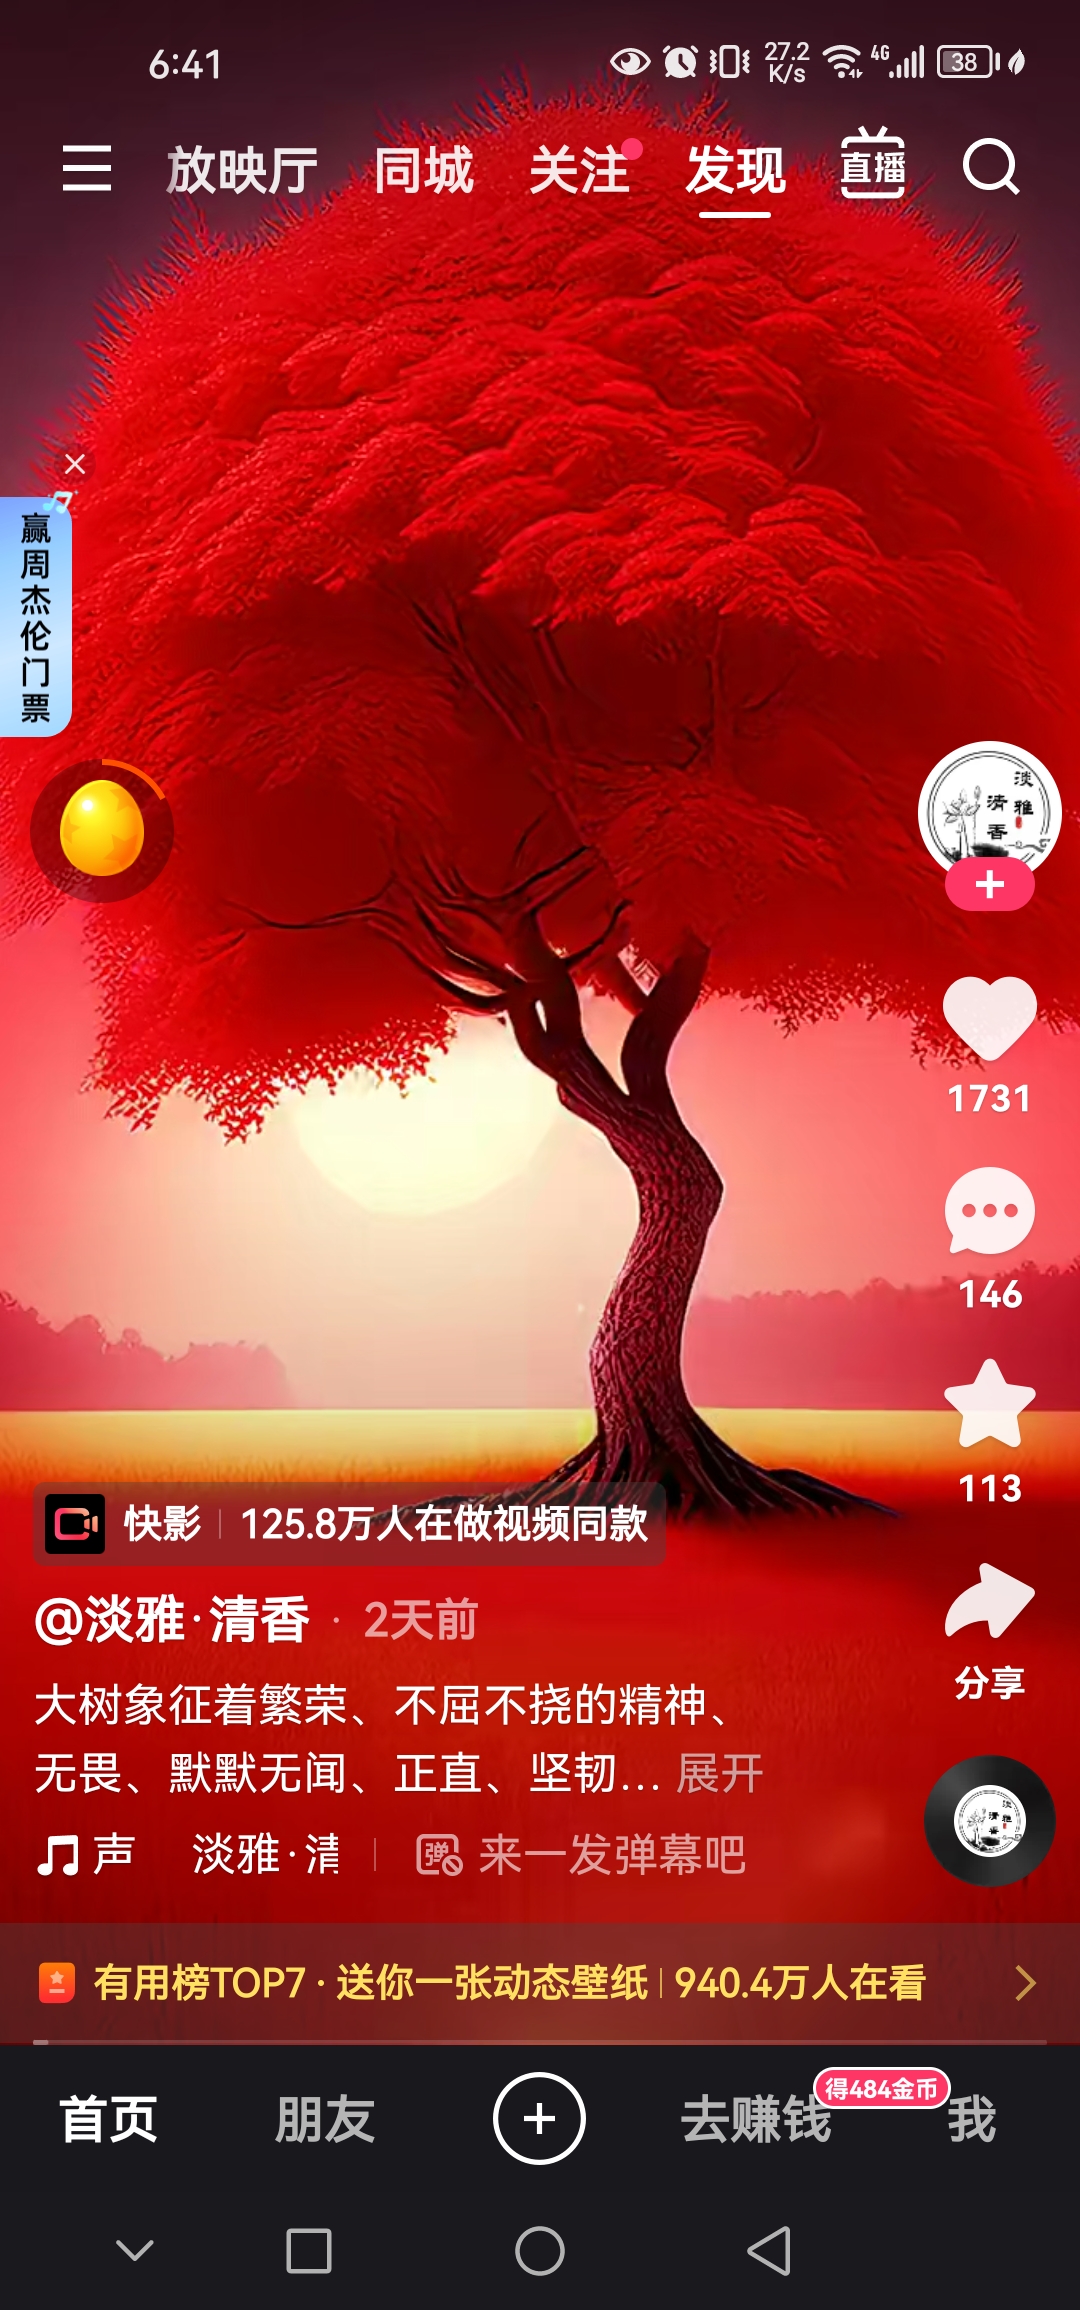 6:41
27.2
K/s
4G
38
放映厅 同城 关注 发现 直播
赢周杰伦门票
淡雅
清香
1731
146
113
分享
快影 | 125.8万人在做视频同款
@淡雅·清香 · 2天前
大树象征着繁荣、不屈不挠的精神、
无畏、默默无闻、正直、坚韧... 展开
声 淡雅·清 | 弹 来一发弹幕吧
有用榜TOP7 · 送你一张动态壁纸 | 940.4万人在看
得484金币
首页 朋友 去赚钱 我